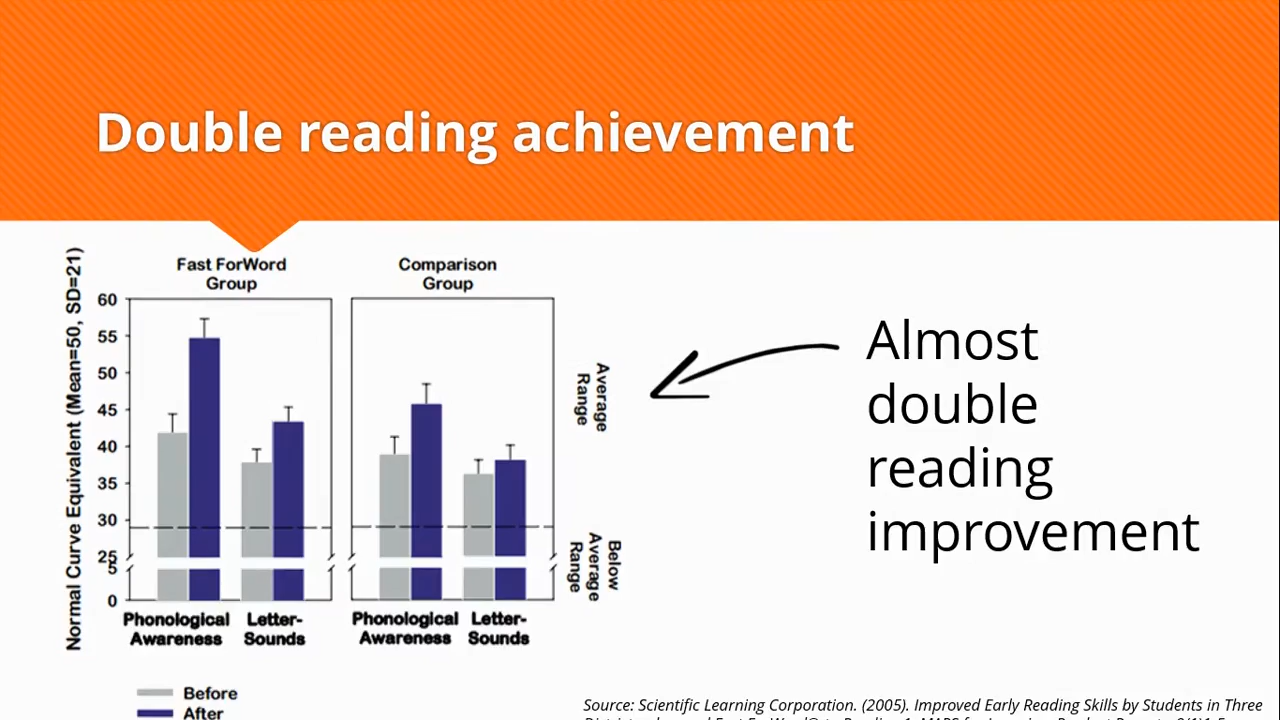 Double reading achievement
Fast ForWord
Group
Comparison
Group
Normal Curve Equivalent (Mean=50, SD=21)
60
55
50
45
40
35
30
25
5
0
Average
Range
Below
Average
Range
Phonological
Awareness
Letter-
Sounds
Phonological
Awareness
Letter-
Sounds
Before
After
Almost
double
reading
improvement
Source: Scientific Learning Corporation. (2005). Improved Early Reading Skills by Students in Three